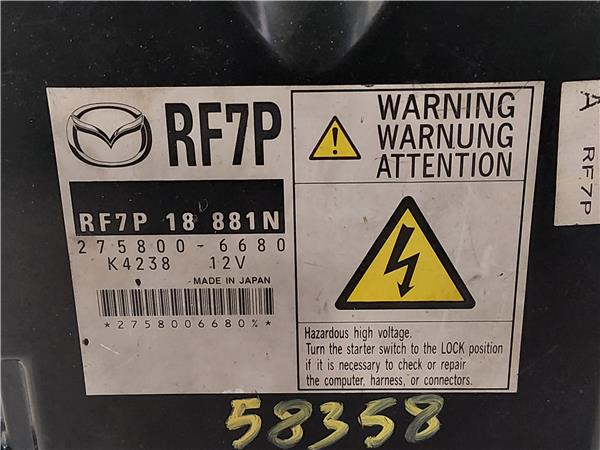 RF7P
RF7P 18 881N
275800-6680
K4238 12V
MADE IN JAPAN
*2758006680%*
WARNING
WARNUNG
ATTENTION
Hazardous high voltage.
Turn the starter switch to the LOCK position
if it is necessary to check or repair
the computer, harness, or connectors.
A RF7P
58358